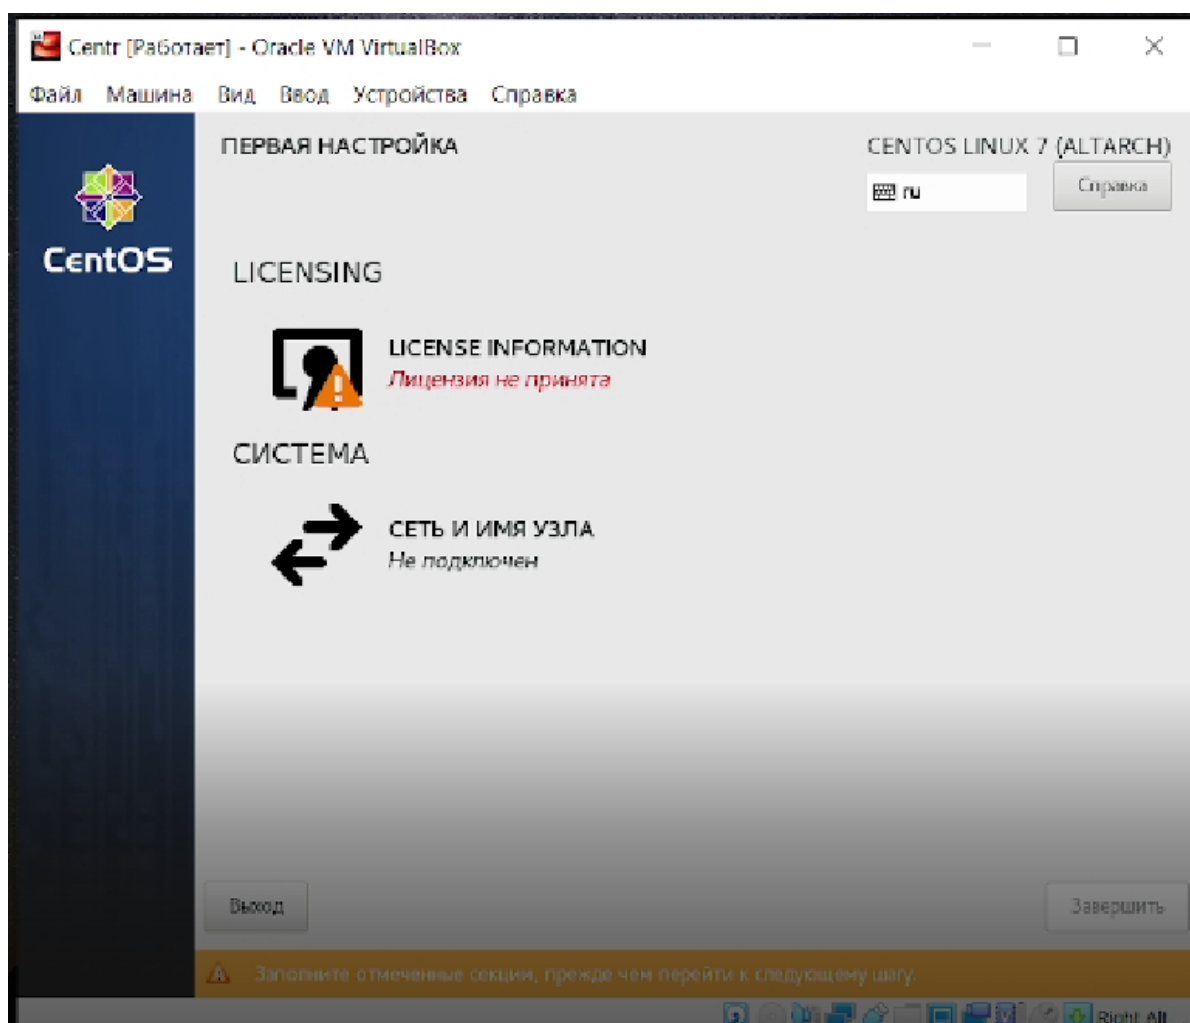 Centr [Работает] - Oracle VM VirtualBox
Файл Машина Вид Ввод Устройства Справка
ПЕРВАЯ НАСТРОЙКА
CENTOS LINUX 7 (ALTARCH)
ru
Справка
CentOS
LICENSING
LICENSE INFORMATION
Лицензия не принята
СИСТЕМА
СЕТЬ И ИМЯ УЗЛА
Не подключен
Выход
Завершить
Заполните отмеченные секции, прежде чем перейти к следующему шагу.
Right Alt